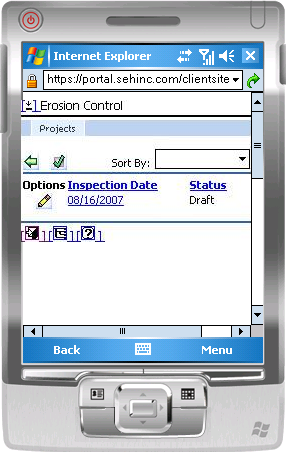 Internet Explorer
https://portal.sehinc.com/clientsite
Erosion Control
Projects
Sort By:
Options Inspection Date Status
08/16/2007 Draft
[ ] [ ] [?]
Back Menu